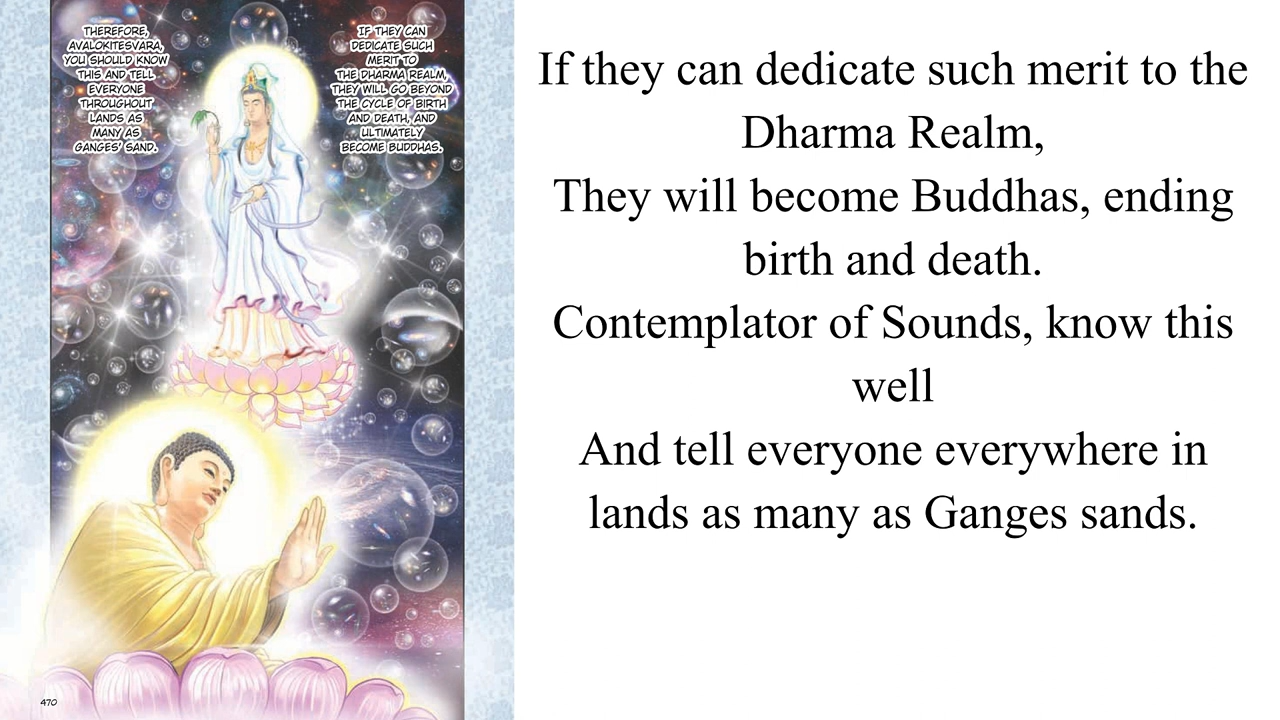 THEREFORE,
AVALOKITESVARA,
YOU SHOULD KNOW
THIS AND TELL
EVERYONE
THROUGHOUT
LANDS AS
MANY AS
GANGES' SAND.
IF THEY CAN
DEDICATE SUCH
MERIT TO
THE DHARMA REALM,
THEY WILL GO BEYOND
THE CYCLE OF BIRTH
AND DEATH, AND
ULTIMATELY
BECOME BUDDHAS.
470
If they can dedicate such merit to the
Dharma Realm,
They will become Buddhas, ending
birth and death.
Contemplator of Sounds, know this
well
And tell everyone everywhere in
lands as many as Ganges sands.